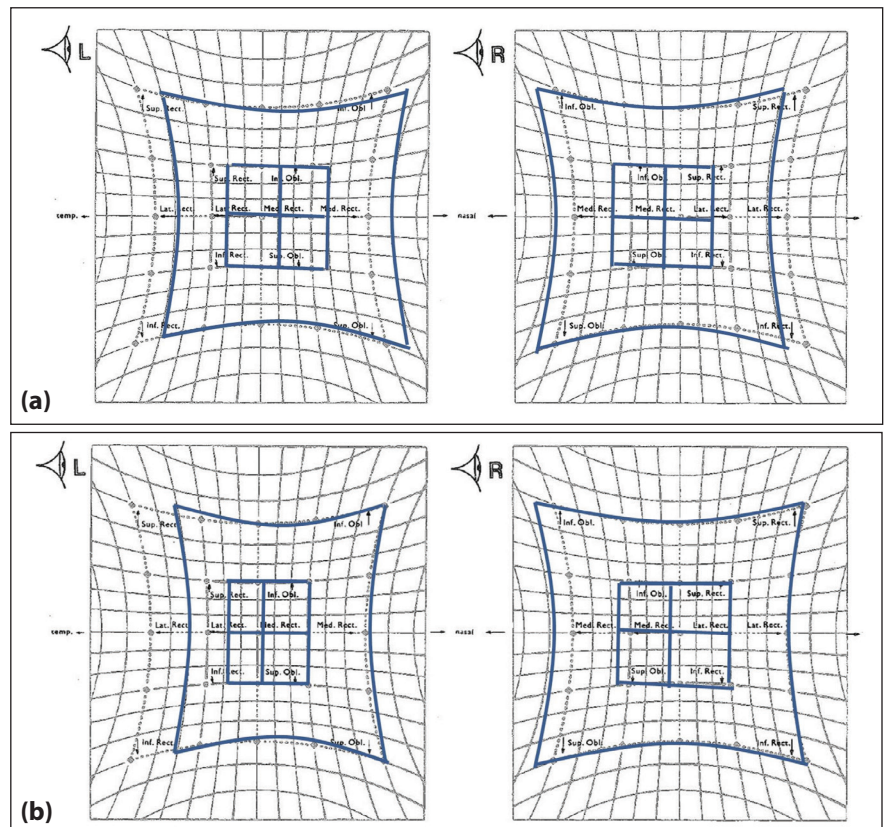 L
R
Sup. Rect.
Inf. Obl.
Inf. Obl.
Sup. Rect.
Sup. Rect.
Inf. Obl.
Inf. Obl.
Sup. Rect.
temp.
Lat. Rect.
Lat. Rect.
Med. Rect.
Med. Rect.
nasal
Med. Rect.
Med. Rect.
Lat. Rect.
Lat. Rect.
Inf. Rect.
Sup. Obl.
Sup. Obl.
Inf. Rect.
Inf. Rect.
Sup. Obl.
Sup. Obl.
Inf. Rect.
(a)
L
R
Sup. Rect.
Inf. Obl.
Inf. Obl.
Sup. Rect.
Sup. Rect.
Inf. Obl.
Inf. Obl.
Sup. Rect.
temp.
Lat. Rect.
Lat. Rect.
Med. Rect.
Med. Rect.
nasal
Med. Rect.
Med. Rect.
Lat. Rect.
Lat. Rect.
Inf. Rect.
Sup. Obl.
Sup. Obl.
Inf. Rect.
Inf. Rect.
Sup. Obl.
Sup. Obl.
Inf. Rect.
(b)